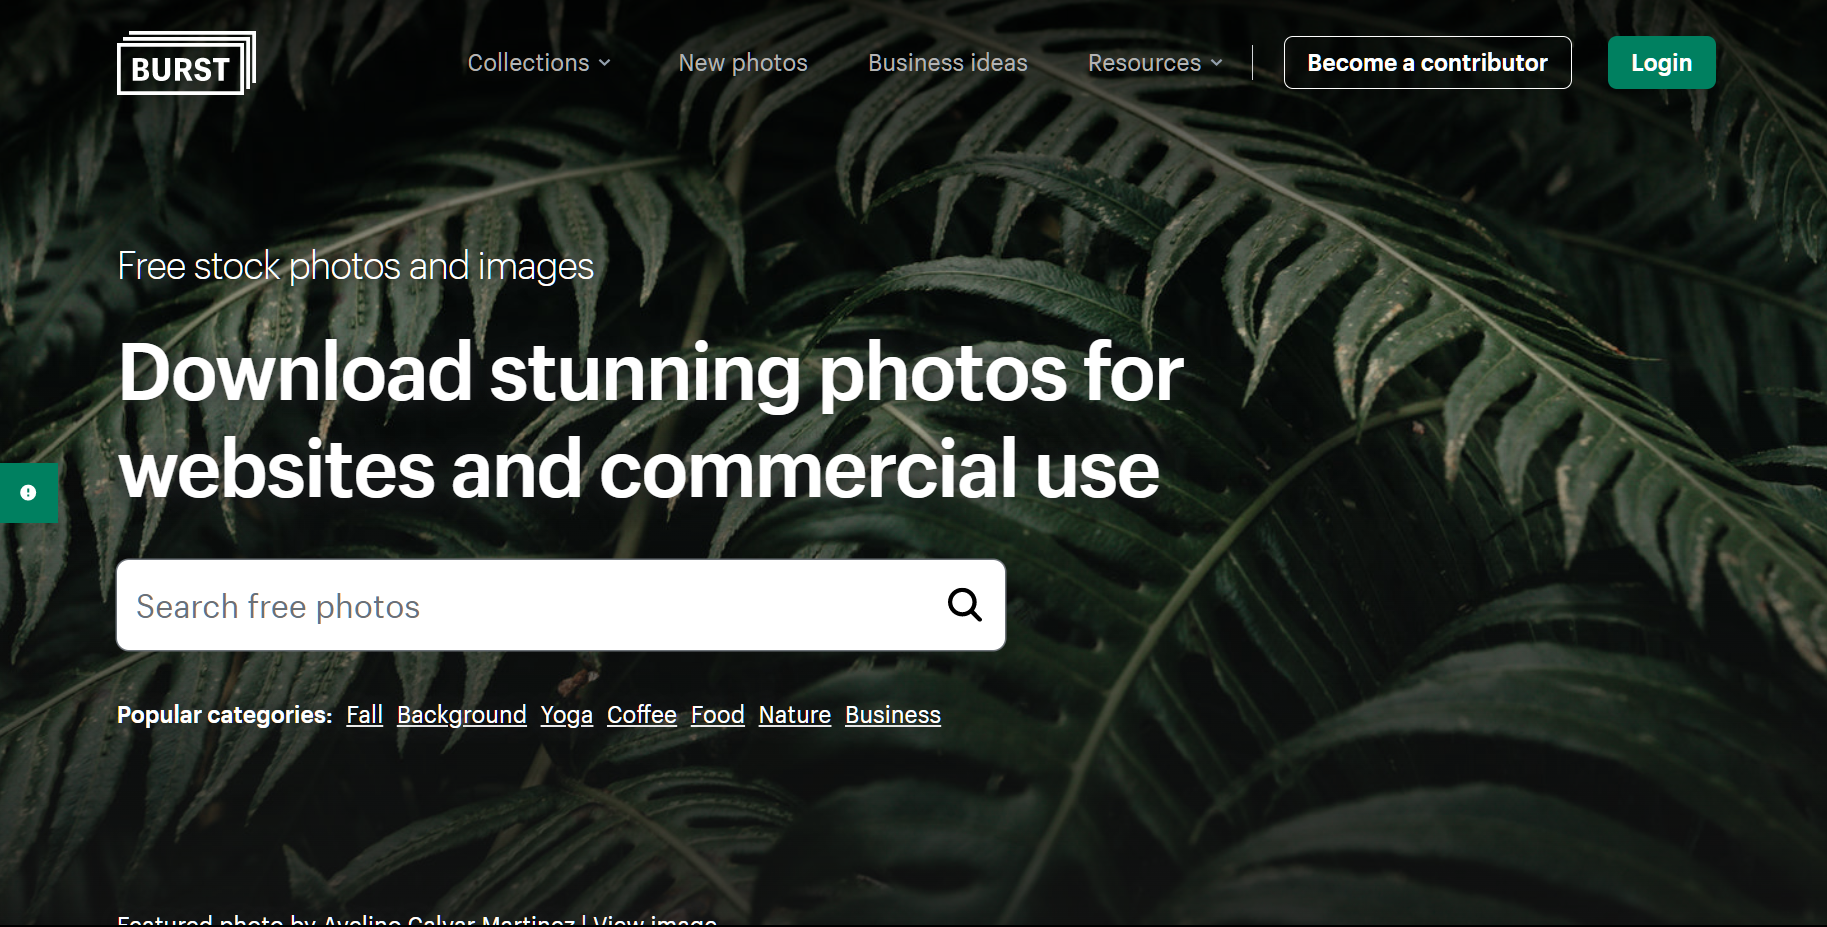 BURST
Collections New photos Business ideas Resources Become a contributor Login
Free stock photos and images
Download stunning photos for
websites and commercial use
Search free photos
Popular categories: Fall Background Yoga Coffee Food Nature Business
Featured photo by Avelino Calvar Martinez | View image